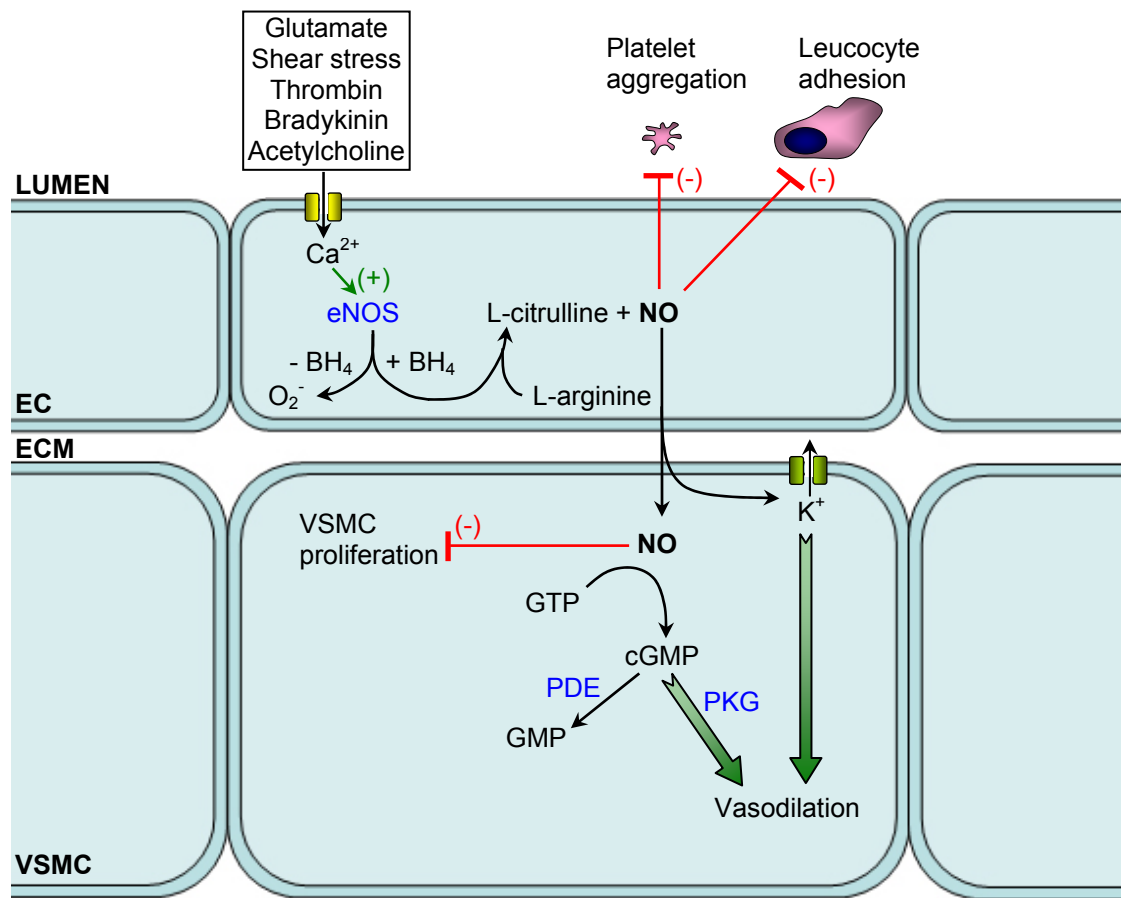 Glutamate
Shear stress
Thrombin
Bradykinin
Acetylcholine
Platelet
aggregation
Leucocyte
adhesion
LUMEN
(-)
(-)
Ca²⁺
(+)
eNOS
L-citrulline + NO
- BH₄
+ BH₄
O₂⁻
L-arginine
EC
ECM
K⁺
VSMC
proliferation
(-)
NO
GTP
cGMP
PDE
PKG
GMP
Vasodilation
VSMC